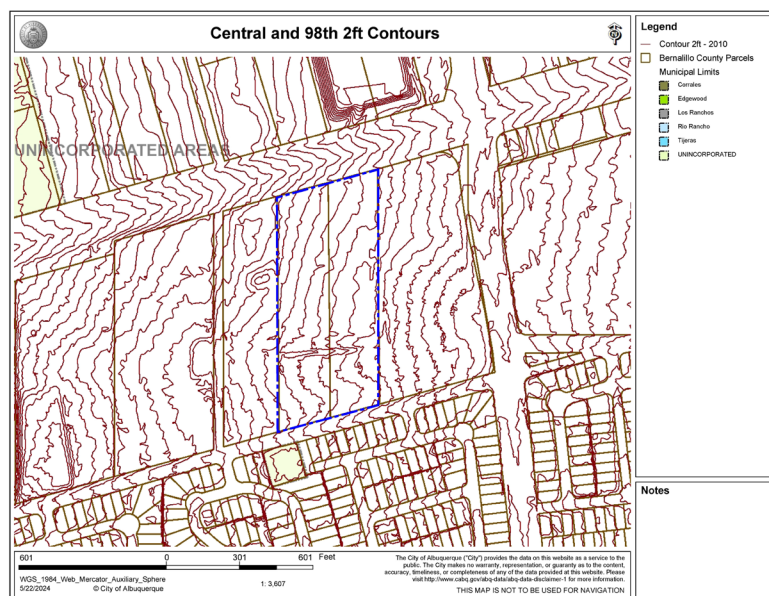 Central and 98th 2ft Contours
N
UNINCORPORATED AREAS
Legend
Contour 2ft - 2010
Bernalillo County Parcels
Municipal Limits
Corrales
Edgewood
Los Ranchos
Rio Rancho
Tijeras
UNINCORPORATED
Notes
601 0 301 601 Feet
WGS_1984_Web_Mercator_Auxiliary_Sphere
5/22/2024 © City of Albuquerque
1: 3,607
The City of Albuquerque ("City") provides the data on this website as a service to the
public. The City makes no warranty, representation, or guaranty as to the content,
accuracy, timeliness, or completeness of any of the data provided at this website. Please
visit http://www.cabq.gov/abq-data/abq-data-disclaimer-1 for more information.
THIS MAP IS NOT TO BE USED FOR NAVIGATION